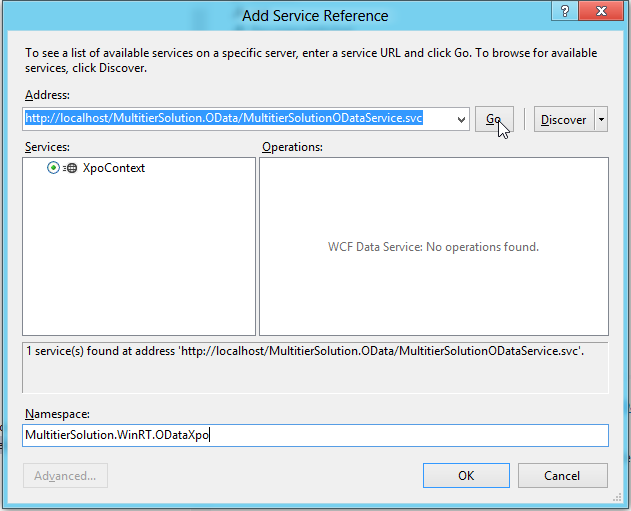 Add Service Reference
?
To see a list of available services on a specific server, enter a service URL and click Go. To browse for available
services, click Discover.
Address:
http://localhost/MultitierSolution.OData/MultitierSolutionODataService.svc
Go
Discover
Services:
Operations:
XpoContext
WCF Data Service: No operations found.
1 service(s) found at address 'http://localhost/MultitierSolution.OData/MultitierSolutionODataService.svc'.
Namespace:
MultitierSolution.WinRT.ODataXpo
Advanced...
OK
Cancel